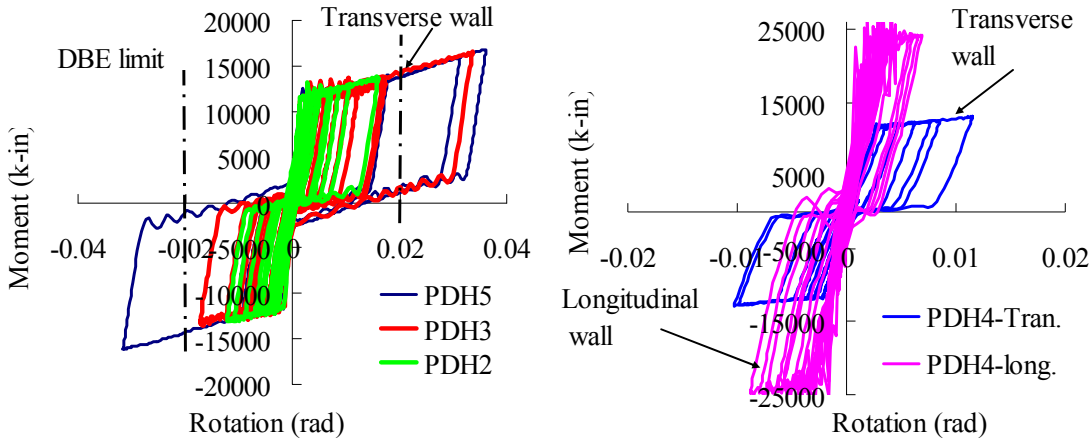 Moment (k-in)
20000
15000
10000
5000
0
-5000
-10000
-15000
-20000
-0.04
-0.02
0
0.02
0.04
Rotation (rad)
DBE limit
Transverse wall
PDH5
PDH3
PDH2
Moment (k-in)
25000
15000
5000
-5000
-15000
-25000
-0.02
-0.01
0
0.01
0.02
Rotation (rad)
Transverse
wall
Longitudinal
wall
PDH4-Tran.
PDH4-long.